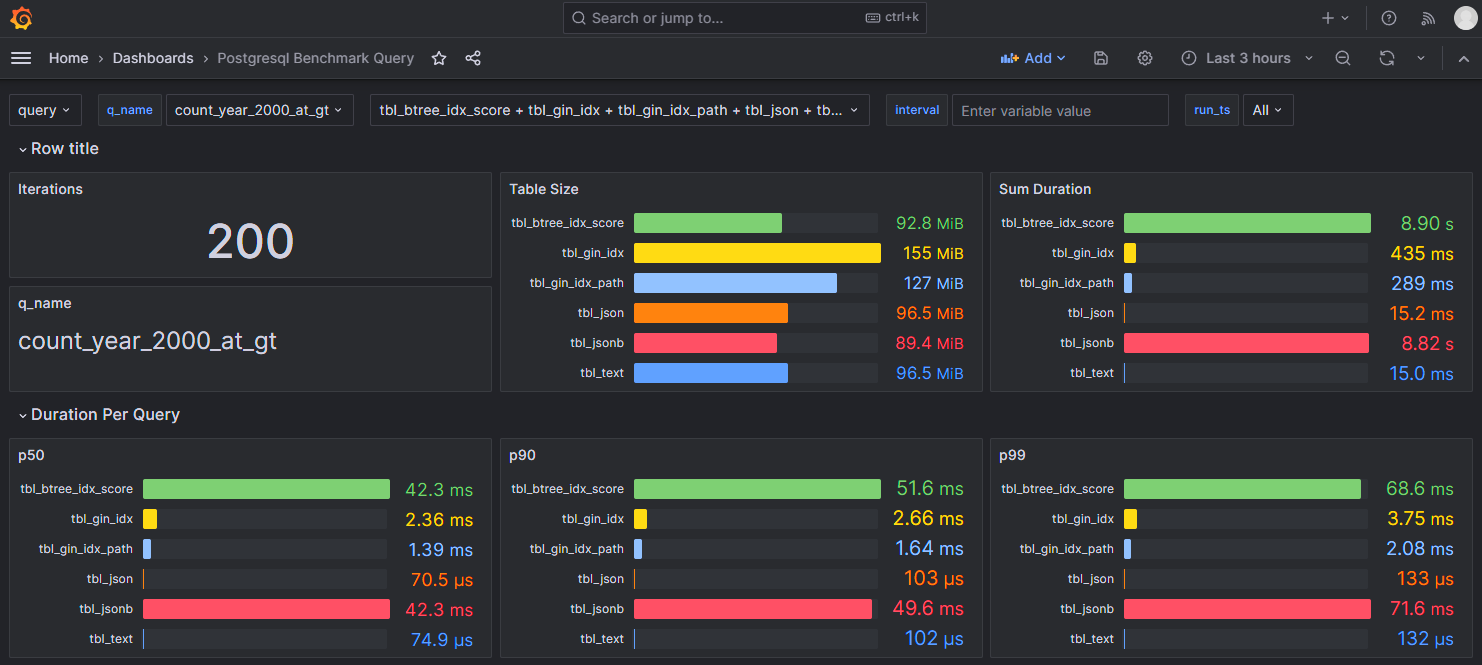 Search or jump to... ctrl+k
Home › Dashboards › Postgresql Benchmark Query Add Last 3 hours
query q_name count_year_2000_at_gt tbl_btree_idx_score + tbl_gin_idx + tbl_gin_idx_path + tbl_json + tb... interval Enter variable value run_ts All
Row title
Iterations
200
q_name
count_year_2000_at_gt
Table Size
tbl_btree_idx_score 92.8 MiB
tbl_gin_idx 155 MiB
tbl_gin_idx_path 127 MiB
tbl_json 96.5 MiB
tbl_jsonb 89.4 MiB
tbl_text 96.5 MiB
Sum Duration
tbl_btree_idx_score 8.90 s
tbl_gin_idx 435 ms
tbl_gin_idx_path 289 ms
tbl_json 15.2 ms
tbl_jsonb 8.82 s
tbl_text 15.0 ms
Duration Per Query
p50
tbl_btree_idx_score 42.3 ms
tbl_gin_idx 2.36 ms
tbl_gin_idx_path 1.39 ms
tbl_json 70.5 µs
tbl_jsonb 42.3 ms
tbl_text 74.9 µs
p90
tbl_btree_idx_score 51.6 ms
tbl_gin_idx 2.66 ms
tbl_gin_idx_path 1.64 ms
tbl_json 103 µs
tbl_jsonb 49.6 ms
tbl_text 102 µs
p99
tbl_btree_idx_score 68.6 ms
tbl_gin_idx 3.75 ms
tbl_gin_idx_path 2.08 ms
tbl_json 133 µs
tbl_jsonb 71.6 ms
tbl_text 132 µs